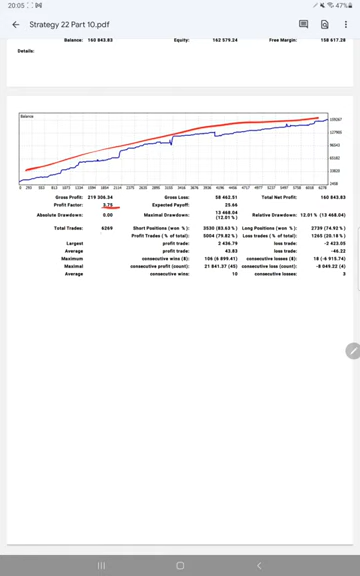 20:05
47%
Strategy 22 Part 10.pdf
Balance: 160 843.83 Equity: 162 579.24 Free Margin: 158 617.28
Details:
Balance
Gross Profit: 219 306.34 Gross Loss: 58 462.51 Total Net Profit: 160 843.83
Profit Factor: 3.75 Expected Payoff: 25.66
Absolute Drawdown: 0.00 Maximal Drawdown: 13 468.04 (12.01 %) Relative Drawdown: 12.01 % (13 468.04)
Total Trades: 6269 Short Positions (won %): 3530 (83.63 %) Long Positions (won %): 2739 (74.92 %)
Profit Trades (% of total): 5004 (79.82 %) Loss trades (% of total): 1265 (20.18 %)
Largest profit trade: 2 436.79 loss trade: -2 423.05
Average profit trade: 43.83 loss trade: -46.22
Maximum consecutive wins ($): 106 (6 899.41) consecutive losses ($): 18 (-6 915.74)
Maximal consecutive profit (count): 21 841.37 (45) consecutive loss (count): -8 049.22 (4)
Average consecutive wins: 10 consecutive losses: 3